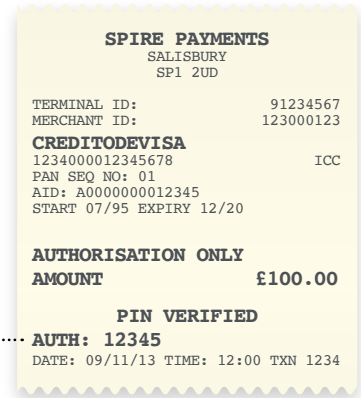 SPIRE PAYMENTS
SALISBURY
SP1 2UD
TERMINAL ID: 91234567
MERCHANT ID: 123000123
CREDITODEVISA
1234000012345678 ICC
PAN SEQ NO: 01
AID: A0000000012345
START 07/95 EXPIRY 12/20
AUTHORISATION ONLY
AMOUNT £100.00
PIN VERIFIED
AUTH: 12345
DATE: 09/11/13 TIME: 12:00 TXN 1234